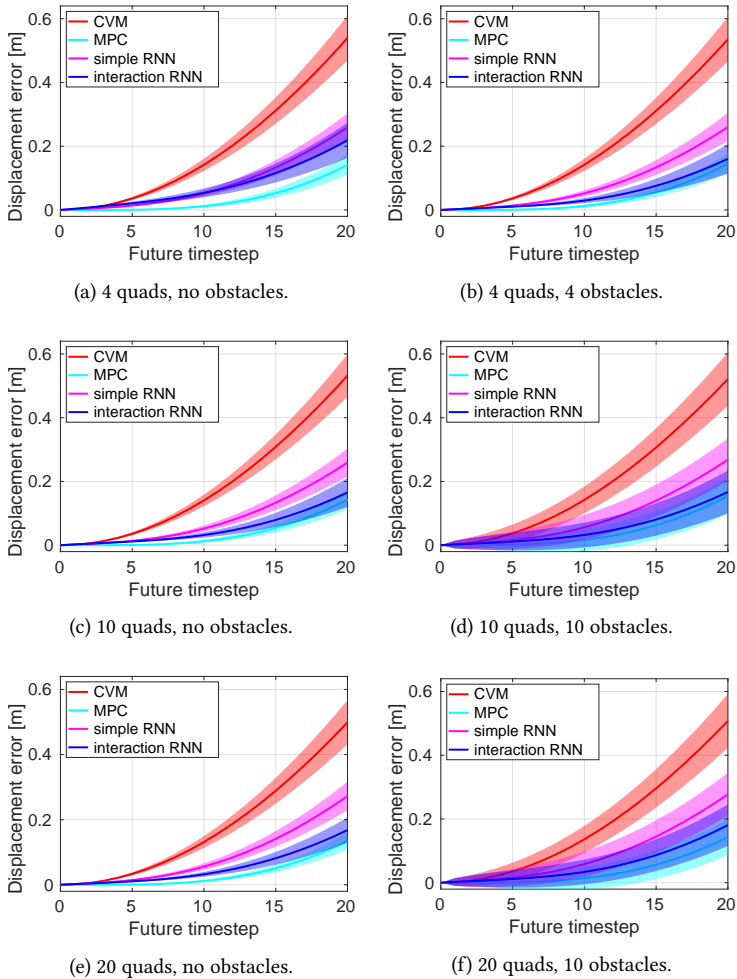 0.6
0.4
0.2
0
Displacement error [m]
CVM
MPC
simple RNN
interaction RNN
0 5 10 15 20
Future timestep
(a) 4 quads, no obstacles.
0.6
0.4
0.2
0
Displacement error [m]
CVM
MPC
simple RNN
interaction RNN
0 5 10 15 20
Future timestep
(b) 4 quads, 4 obstacles.
0.6
0.4
0.2
0
Displacement error [m]
CVM
MPC
simple RNN
interaction RNN
0 5 10 15 20
Future timestep
(c) 10 quads, no obstacles.
0.6
0.4
0.2
0
Displacement error [m]
CVM
MPC
simple RNN
interaction RNN
0 5 10 15 20
Future timestep
(d) 10 quads, 10 obstacles.
0.6
0.4
0.2
0
Displacement error [m]
CVM
MPC
simple RNN
interaction RNN
0 5 10 15 20
Future timestep
(e) 20 quads, no obstacles.
0.6
0.4
0.2
0
Displacement error [m]
CVM
MPC
simple RNN
interaction RNN
0 5 10 15 20
Future timestep
(f) 20 quads, 10 obstacles.